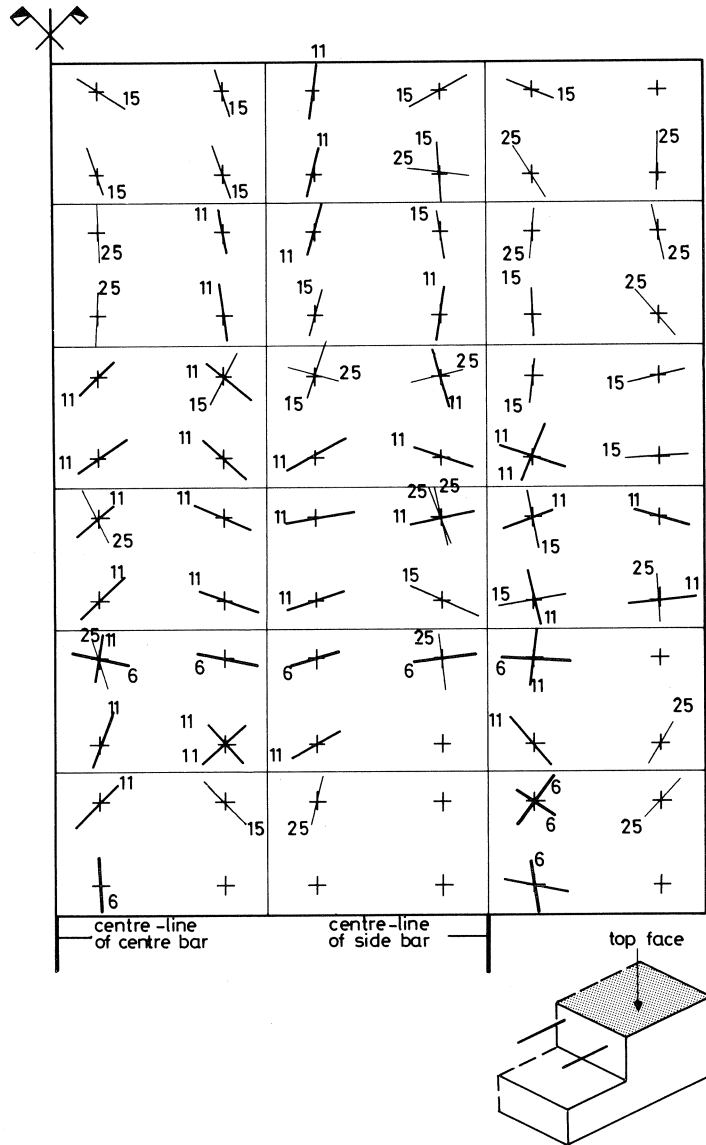 11
15 15 15 15
15 25
15 15 11 25 25
11 15
25 11 25 25
25 11 15 11 15 25
11 25 15
11 15 15 25 11 15
11 11 11 11 11 11 15
11 25 11 11 25 25 11 11 15 11
11 11 11 15 15 11 25 11
25 11 6 6 6 25 6 11
11 11 11 11 11 25
11 15 25 6 6 25
6 6
centre-line
of centre bar
centre-line
of side bar
top face